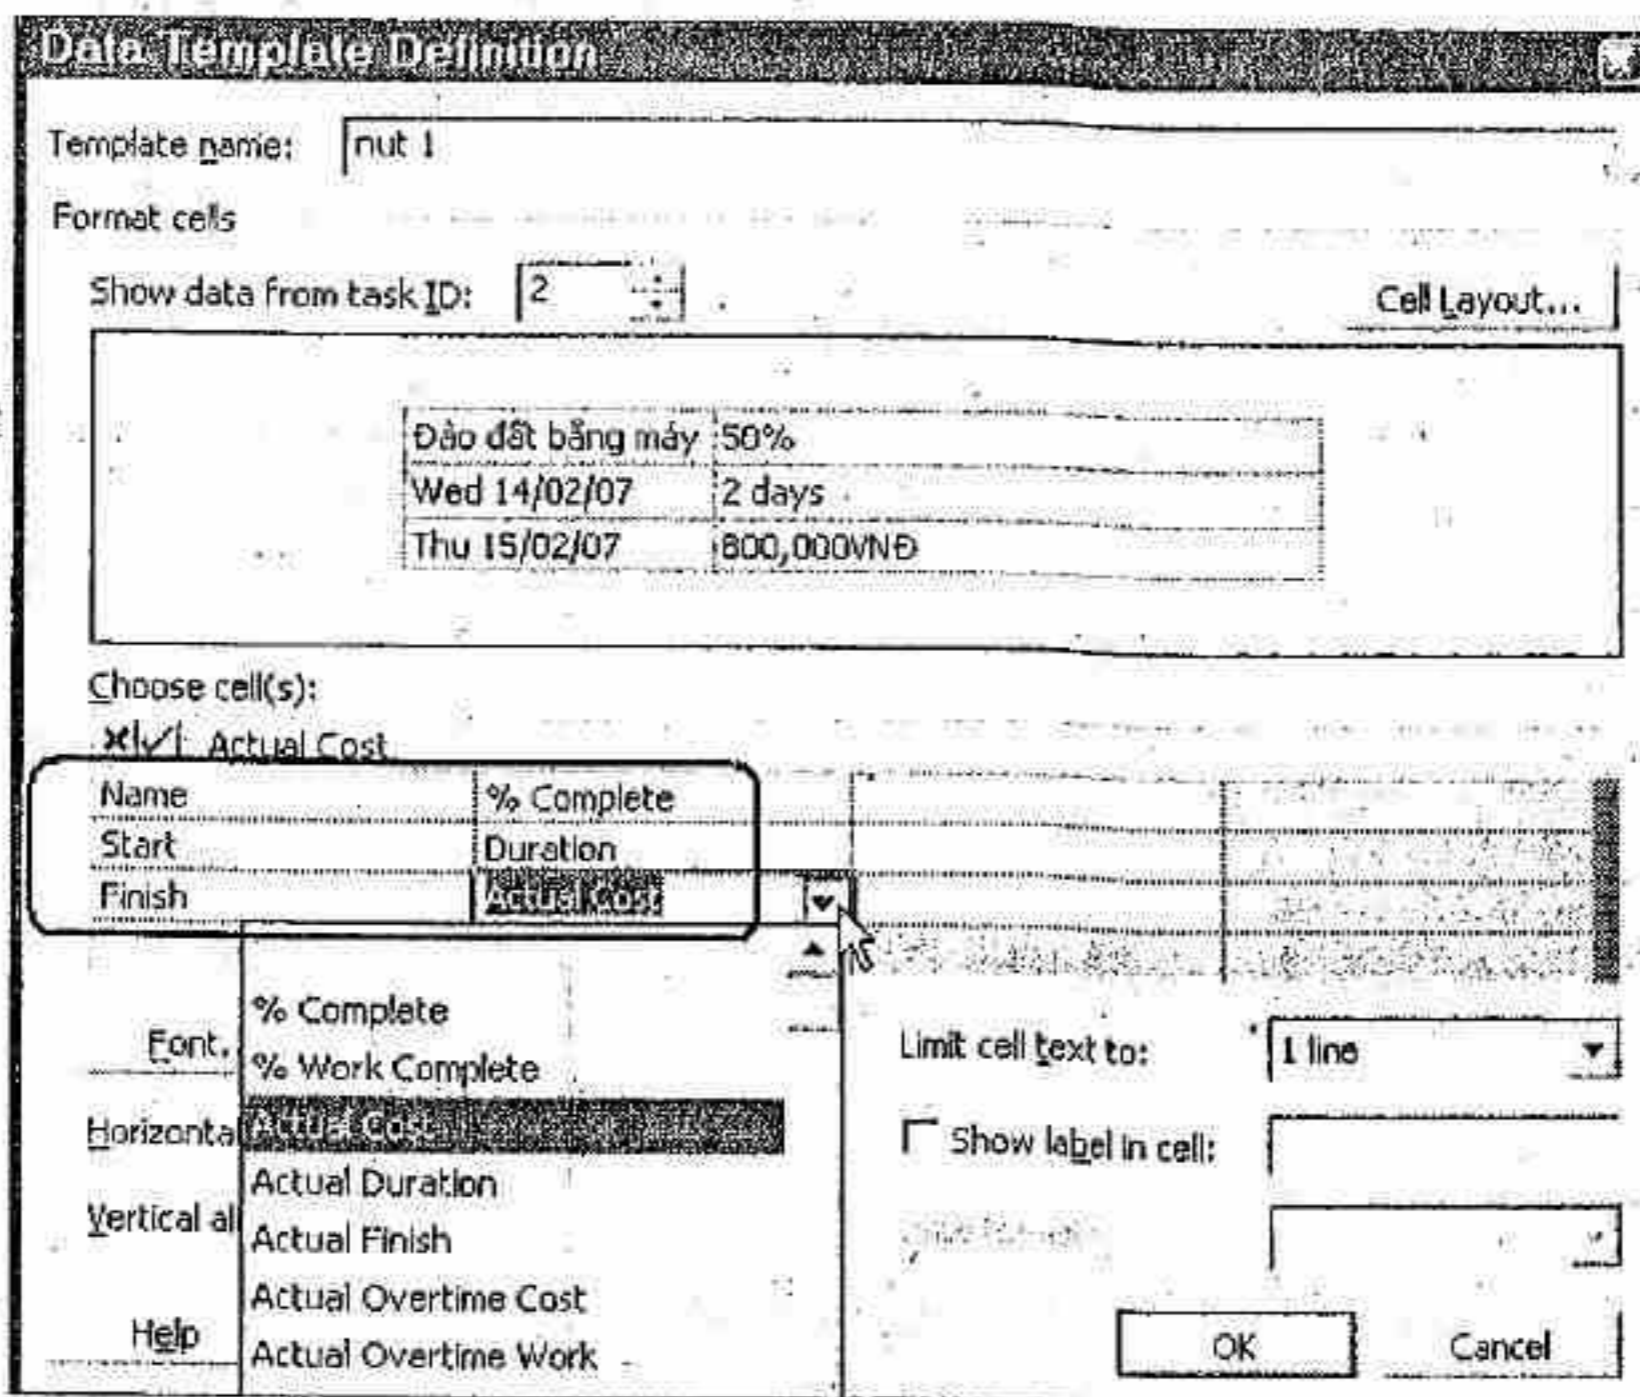 Data Template Definition
Template name: nut 1
Format cells
Show data from task ID: 2
Cell Layout...
Đào đất bằng máy 50%
Wed 14/02/07 2 days
Thu 15/02/07 800,000VNĐ
Choose cell(s):
Actual Cost
Name % Complete
Start Duration
Finish Actual Cost
% Complete
% Work Complete
Actual Cost
Actual Duration
Actual Finish
Actual Overtime Cost
Actual Overtime Work
Font.
Horizonta
Vertical al
Help
Limit cell text to: 1 line
Show label in cell:
OK Cancel